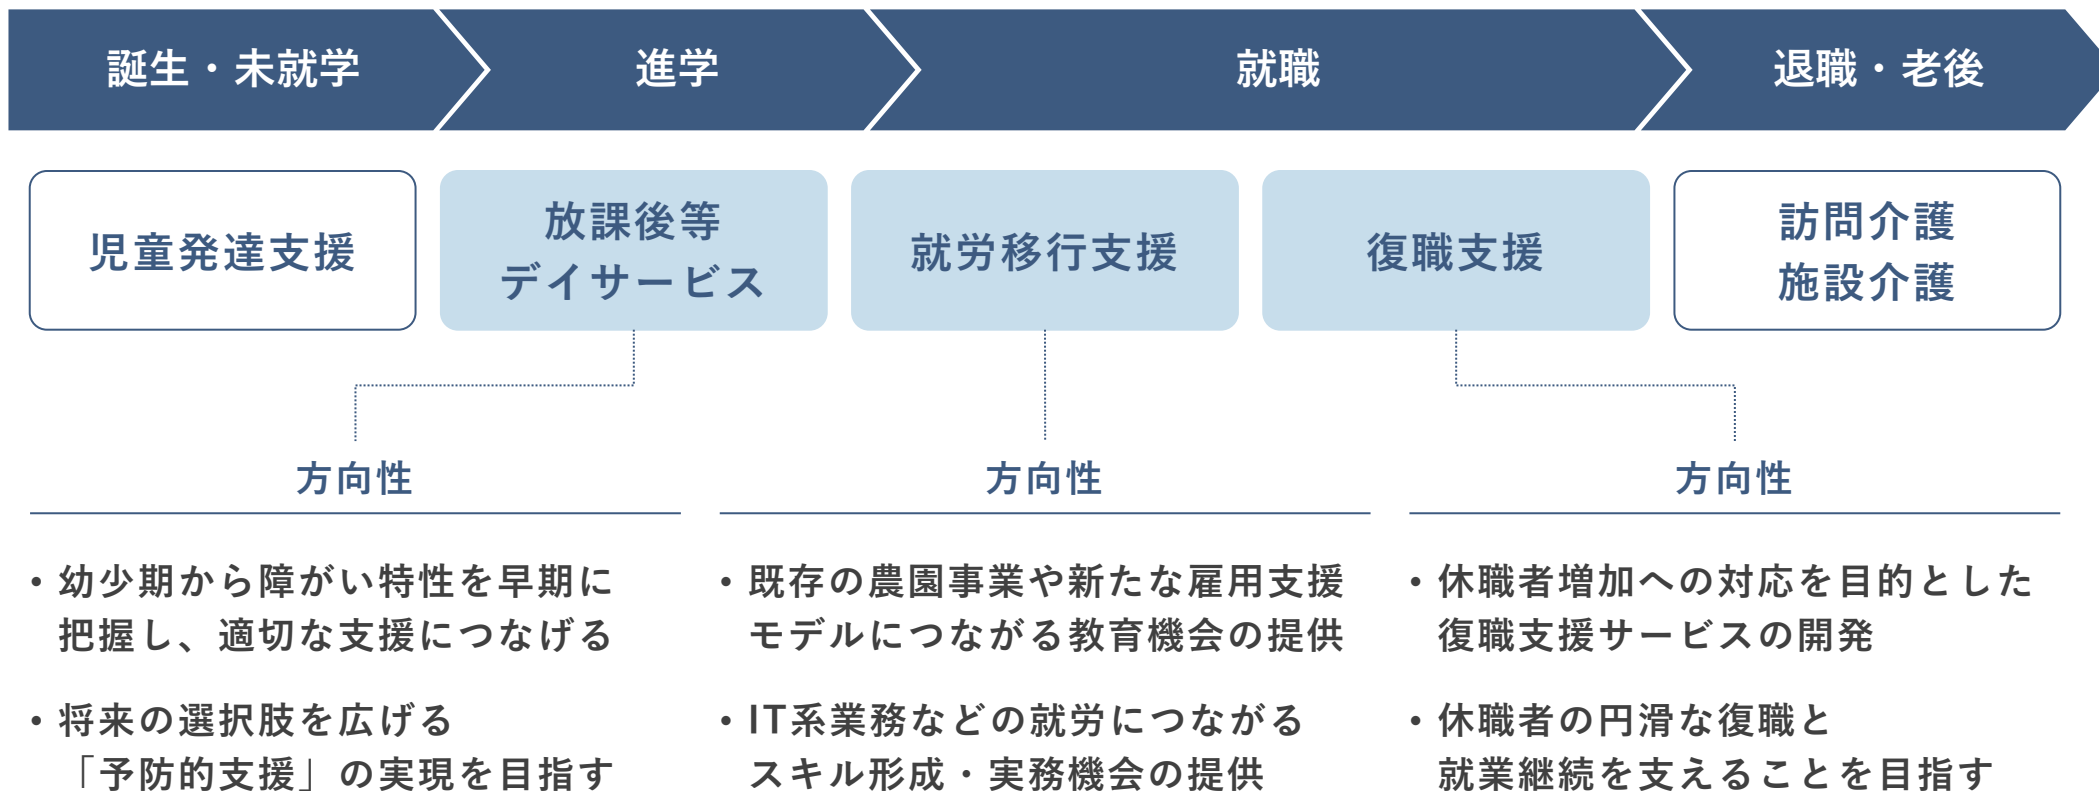 誕生・未就学
進学
就職
退職・老後
児童発達支援
放課後等
デイサービス
就労移行支援
復職支援
訪問介護
施設介護
方向性
・幼少期から障がい特性を早期に
把握し、適切な支援につなげる
・将来の選択肢を広げる
「予防的支援」の実現を目指す
方向性
・既存の農園事業や新たな雇用支援
モデルにつながる教育機会の提供
・IT系業務などの就労につながる
スキル形成・実務機会の提供
方向性
・休職者増加への対応を目的とした
復職支援サービスの開発
・休職者の円滑な復職と
就業継続を支えることを目指す